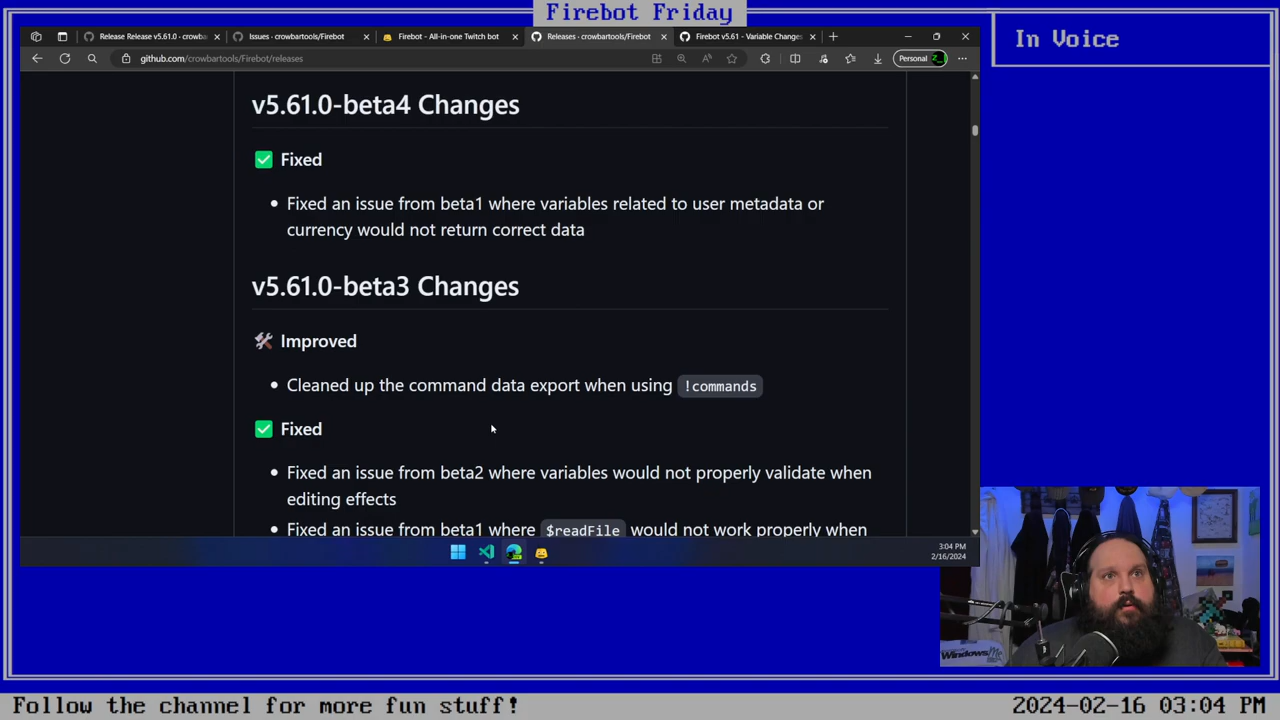 Firebot Friday
In Voice
Release Release v5.61.0 · crowba
Issues · crowbartools/Firebot
Firebot - All-in-one Twitch bot
Releases · crowbartools/Firebot
Firebot v5.61 - Variable Changes
github.com/crowbartools/Firebot/releases
Personal
v5.61.0-beta4 Changes
Fixed
Fixed an issue from beta1 where variables related to user metadata or
currency would not return correct data
v5.61.0-beta3 Changes
Improved
Cleaned up the command data export when using !commands
Fixed
Fixed an issue from beta2 where variables would not properly validate when
editing effects
Fixed an issue from beta1 where $readFile would not work properly when
3:04 PM
2/16/2024
WindowsMe
Follow the channel for more fun stuff!
2024-02-16 03:04 PM